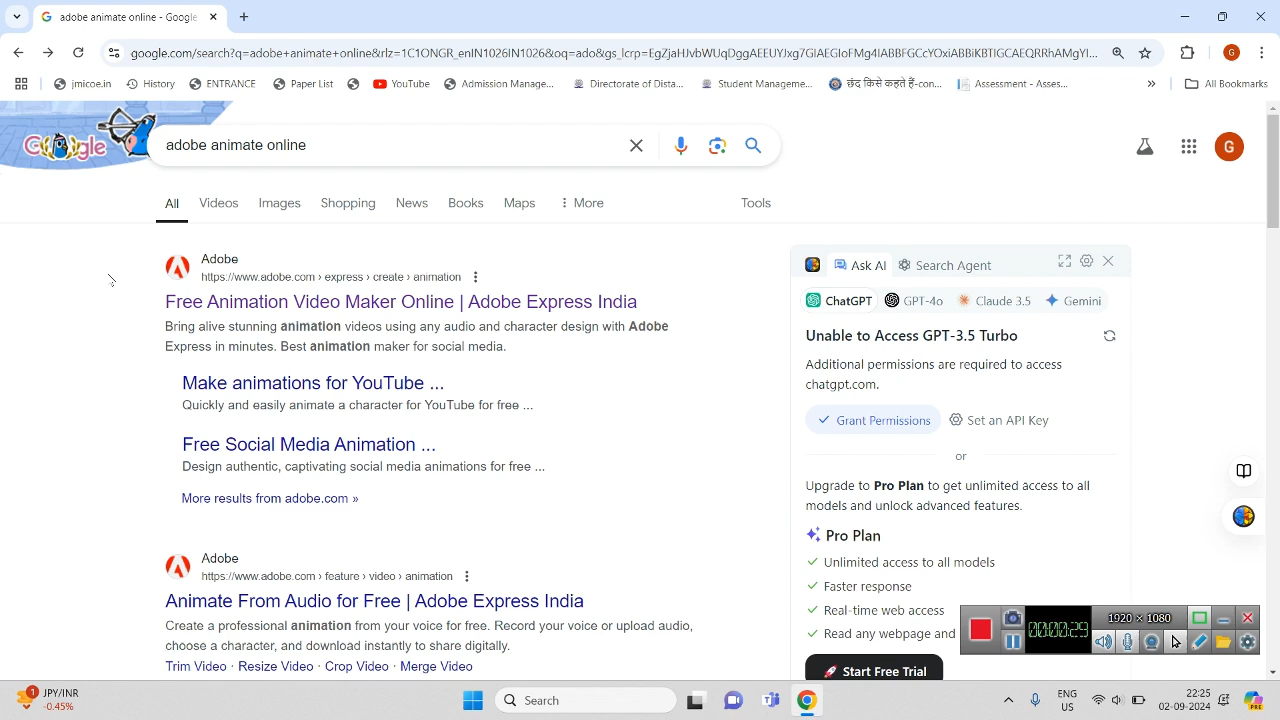 adobe animate online - Google
google.com/search?q=adobe+animate+online&rlz=1C1ONGR_enIN1026IN1026&oq=ado&gs_lcrp=
jmicoe.in
History
ENTRANCE
Paper List
YouTube
Admission Manage...
Directorate of Dista...
Student Manageme...
छंद किसे कहते हैं-con...
Assessment - Asses...
»
All Bookmarks
Google
adobe animate online
G
All
Videos
Images
Shopping
News
Books
Maps
More
Tools
Adobe
https://www.adobe.com › express › create › animation
Free Animation Video Maker Online | Adobe Express India
Bring alive stunning animation videos using any audio and character design with Adobe
Express in minutes. Best animation maker for social media.
Make animations for YouTube ...
Quickly and easily animate a character for YouTube for free ...
Free Social Media Animation ...
Design authentic, captivating social media animations for free ...
More results from adobe.com »
Adobe
https://www.adobe.com › feature › video › animation
Animate From Audio for Free | Adobe Express India
Create a professional animation from your voice for free. Record your voice or upload audio,
choose a character, and download instantly to share digitally.
Trim Video · Resize Video · Crop Video · Merge Video
Ask AI
Search Agent
ChatGPT
GPT-4o
Claude 3.5
Gemini
Unable to Access GPT-3.5 Turbo
Additional permissions are required to access
chatgpt.com.
Grant Permissions
Set an API Key
or
Upgrade to Pro Plan to get unlimited access to all
models and unlock advanced features.
Pro Plan
Unlimited access to all models
Faster response
Real-time web access
Read any webpage and
Start Free Trial
1920 × 1080
00:00:29
1
JPY/INR
-0.45%
Search
ENG
US
22:25
02-09-2024
PRE